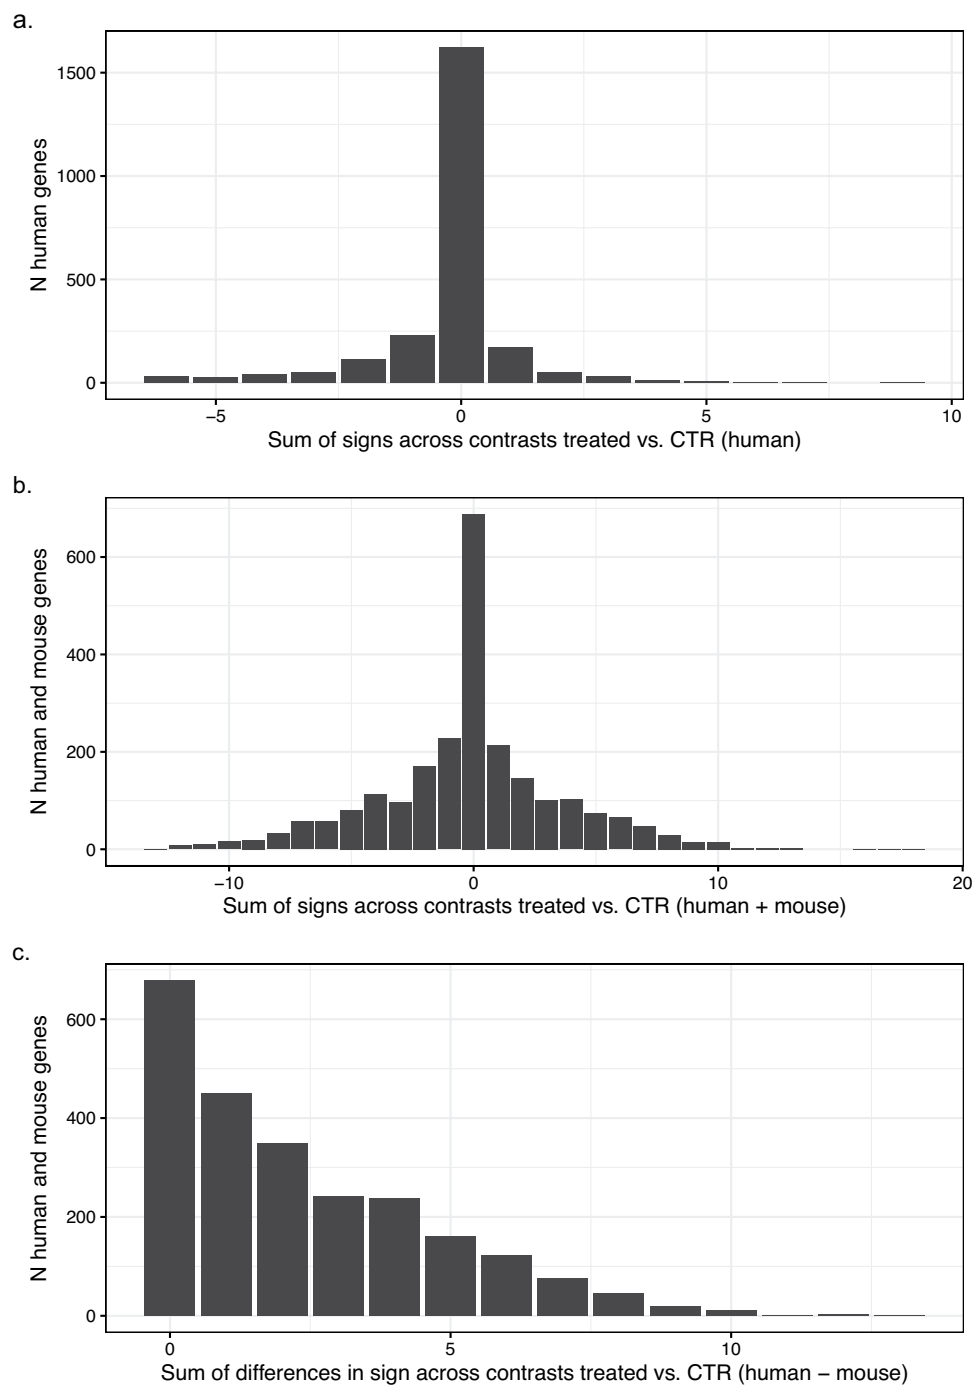 a.
1500
1000
500
0
N human genes
−5
0
5
10
Sum of signs across contrasts treated vs. CTR (human)
b.
600
400
200
0
N human and mouse genes
−10
0
10
20
Sum of signs across contrasts treated vs. CTR (human + mouse)
c.
600
400
200
0
N human and mouse genes
0
5
10
Sum of differences in sign across contrasts treated vs. CTR (human − mouse)